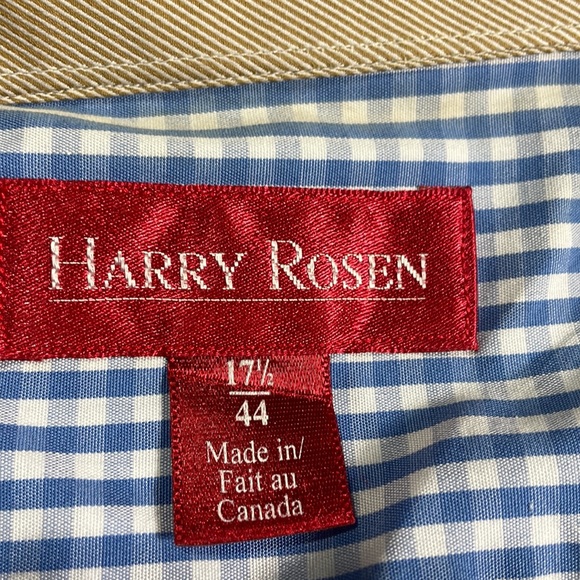 HARRY ROSEN
17½
44
Made in/
Fait au
Canada